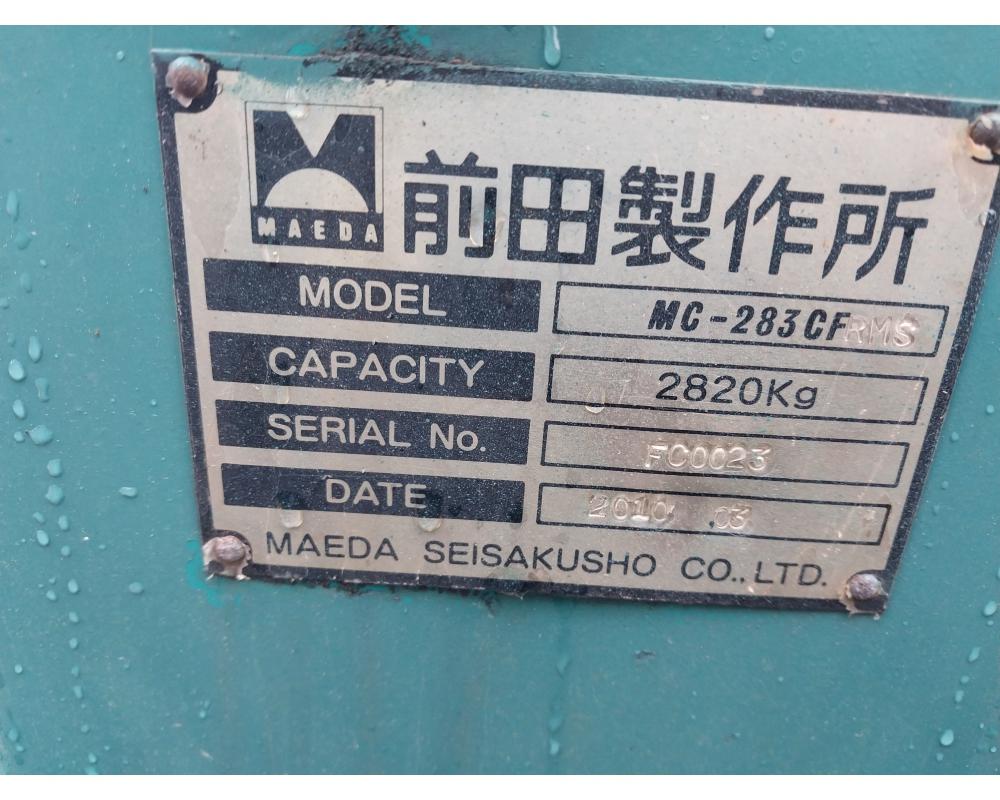 MAEDA
前田製作所
MODEL MC-283CFRMS
CAPACITY 2820Kg
SERIAL No. FC0023
DATE 2010 .03
MAEDA SEISAKUSHO CO.,LTD.